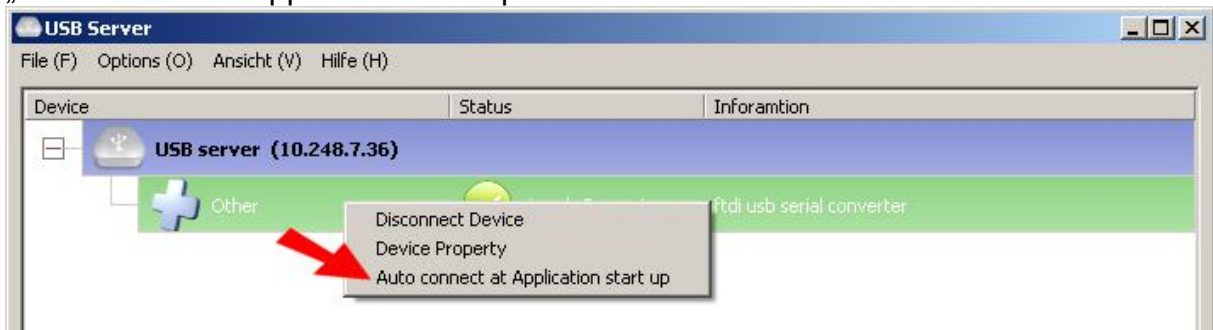 USB Server
File (F) Options (O) Ansicht (V) Hilfe (H)
Device Status Inforamtion
USB server (10.248.7.36)
Other ftdi usb serial converter
Disconnect Device
Device Property
Auto connect at Application start up